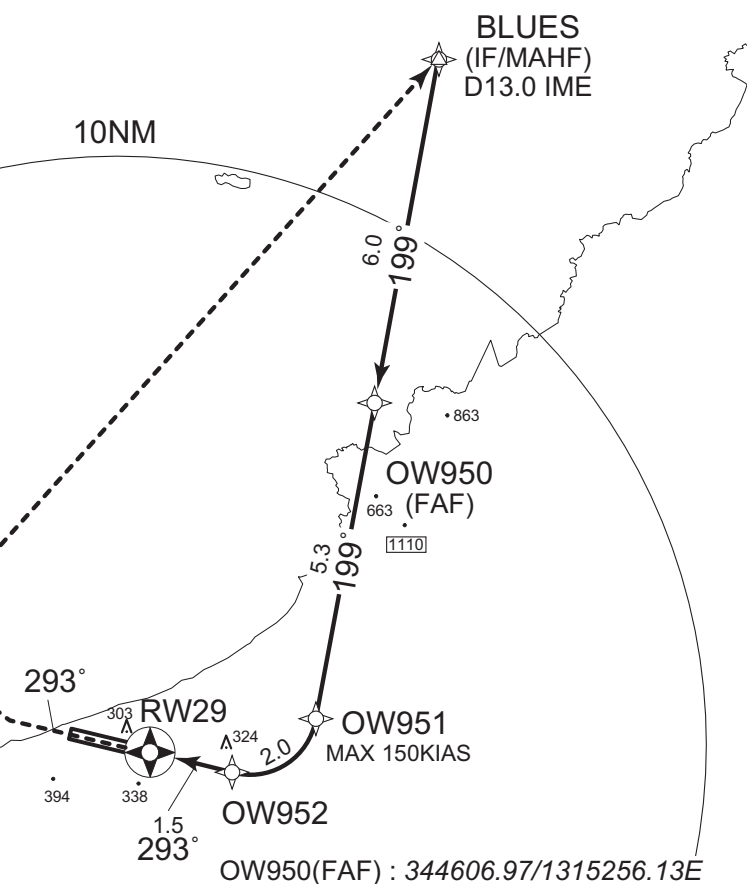 BLUES
(IF/MAHF)
D13.0 IME
10NM
6.0
199°
863
OW950
(FAF)
663
1110
5.3
199°
293°
303
RW29
324
2.0
OW951
MAX 150KIAS
394
338
OW952
1.5
293°
OW950(FAF) : 344606.97/1315256.13E